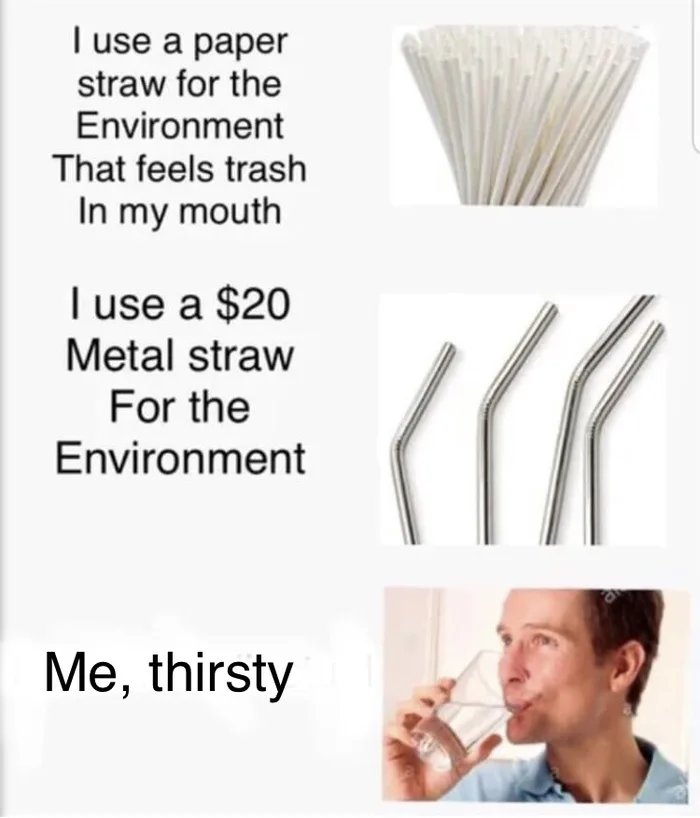 I use a paper
straw for the
Environment
That feels trash
In my mouth
I use a $20
Metal straw
For the
Environment
Me, thirsty